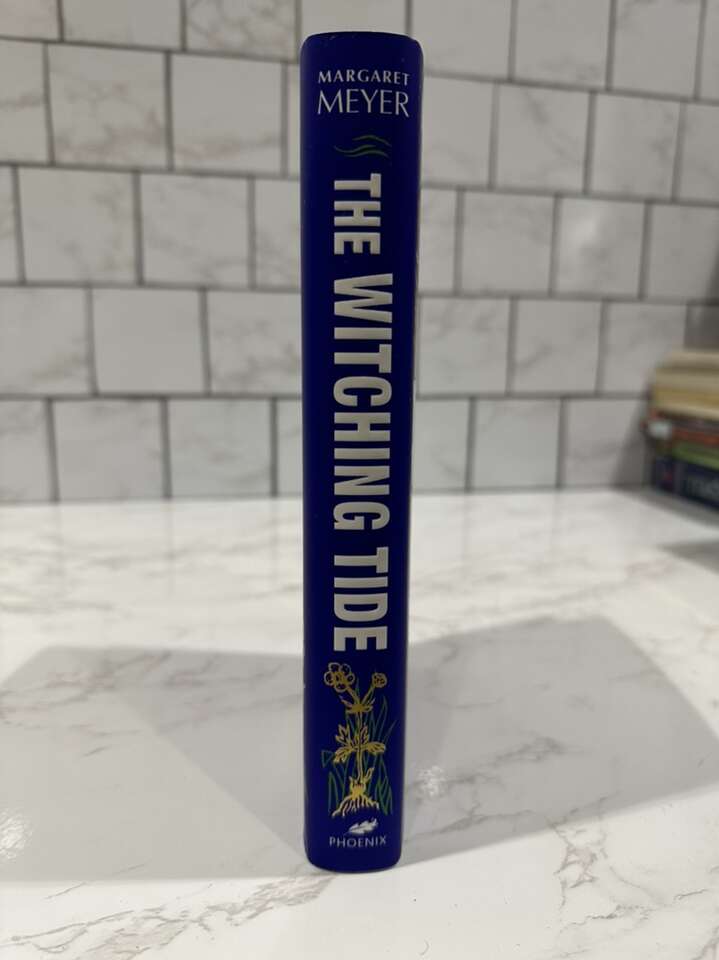 MARGARET
MEYER
THE WITCHING TIDE
PHOENIX